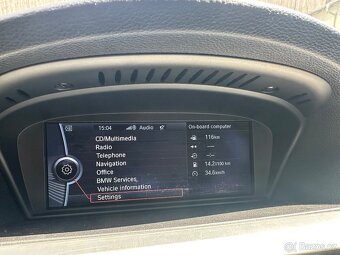 15:04 Audio On-board computer
CD/Multimedia 116km
Radio -.-
Telephone -:--
Navigation 14.2l/100 km
Office 34.6km/h
BMW Services,
Vehicle information
Settings